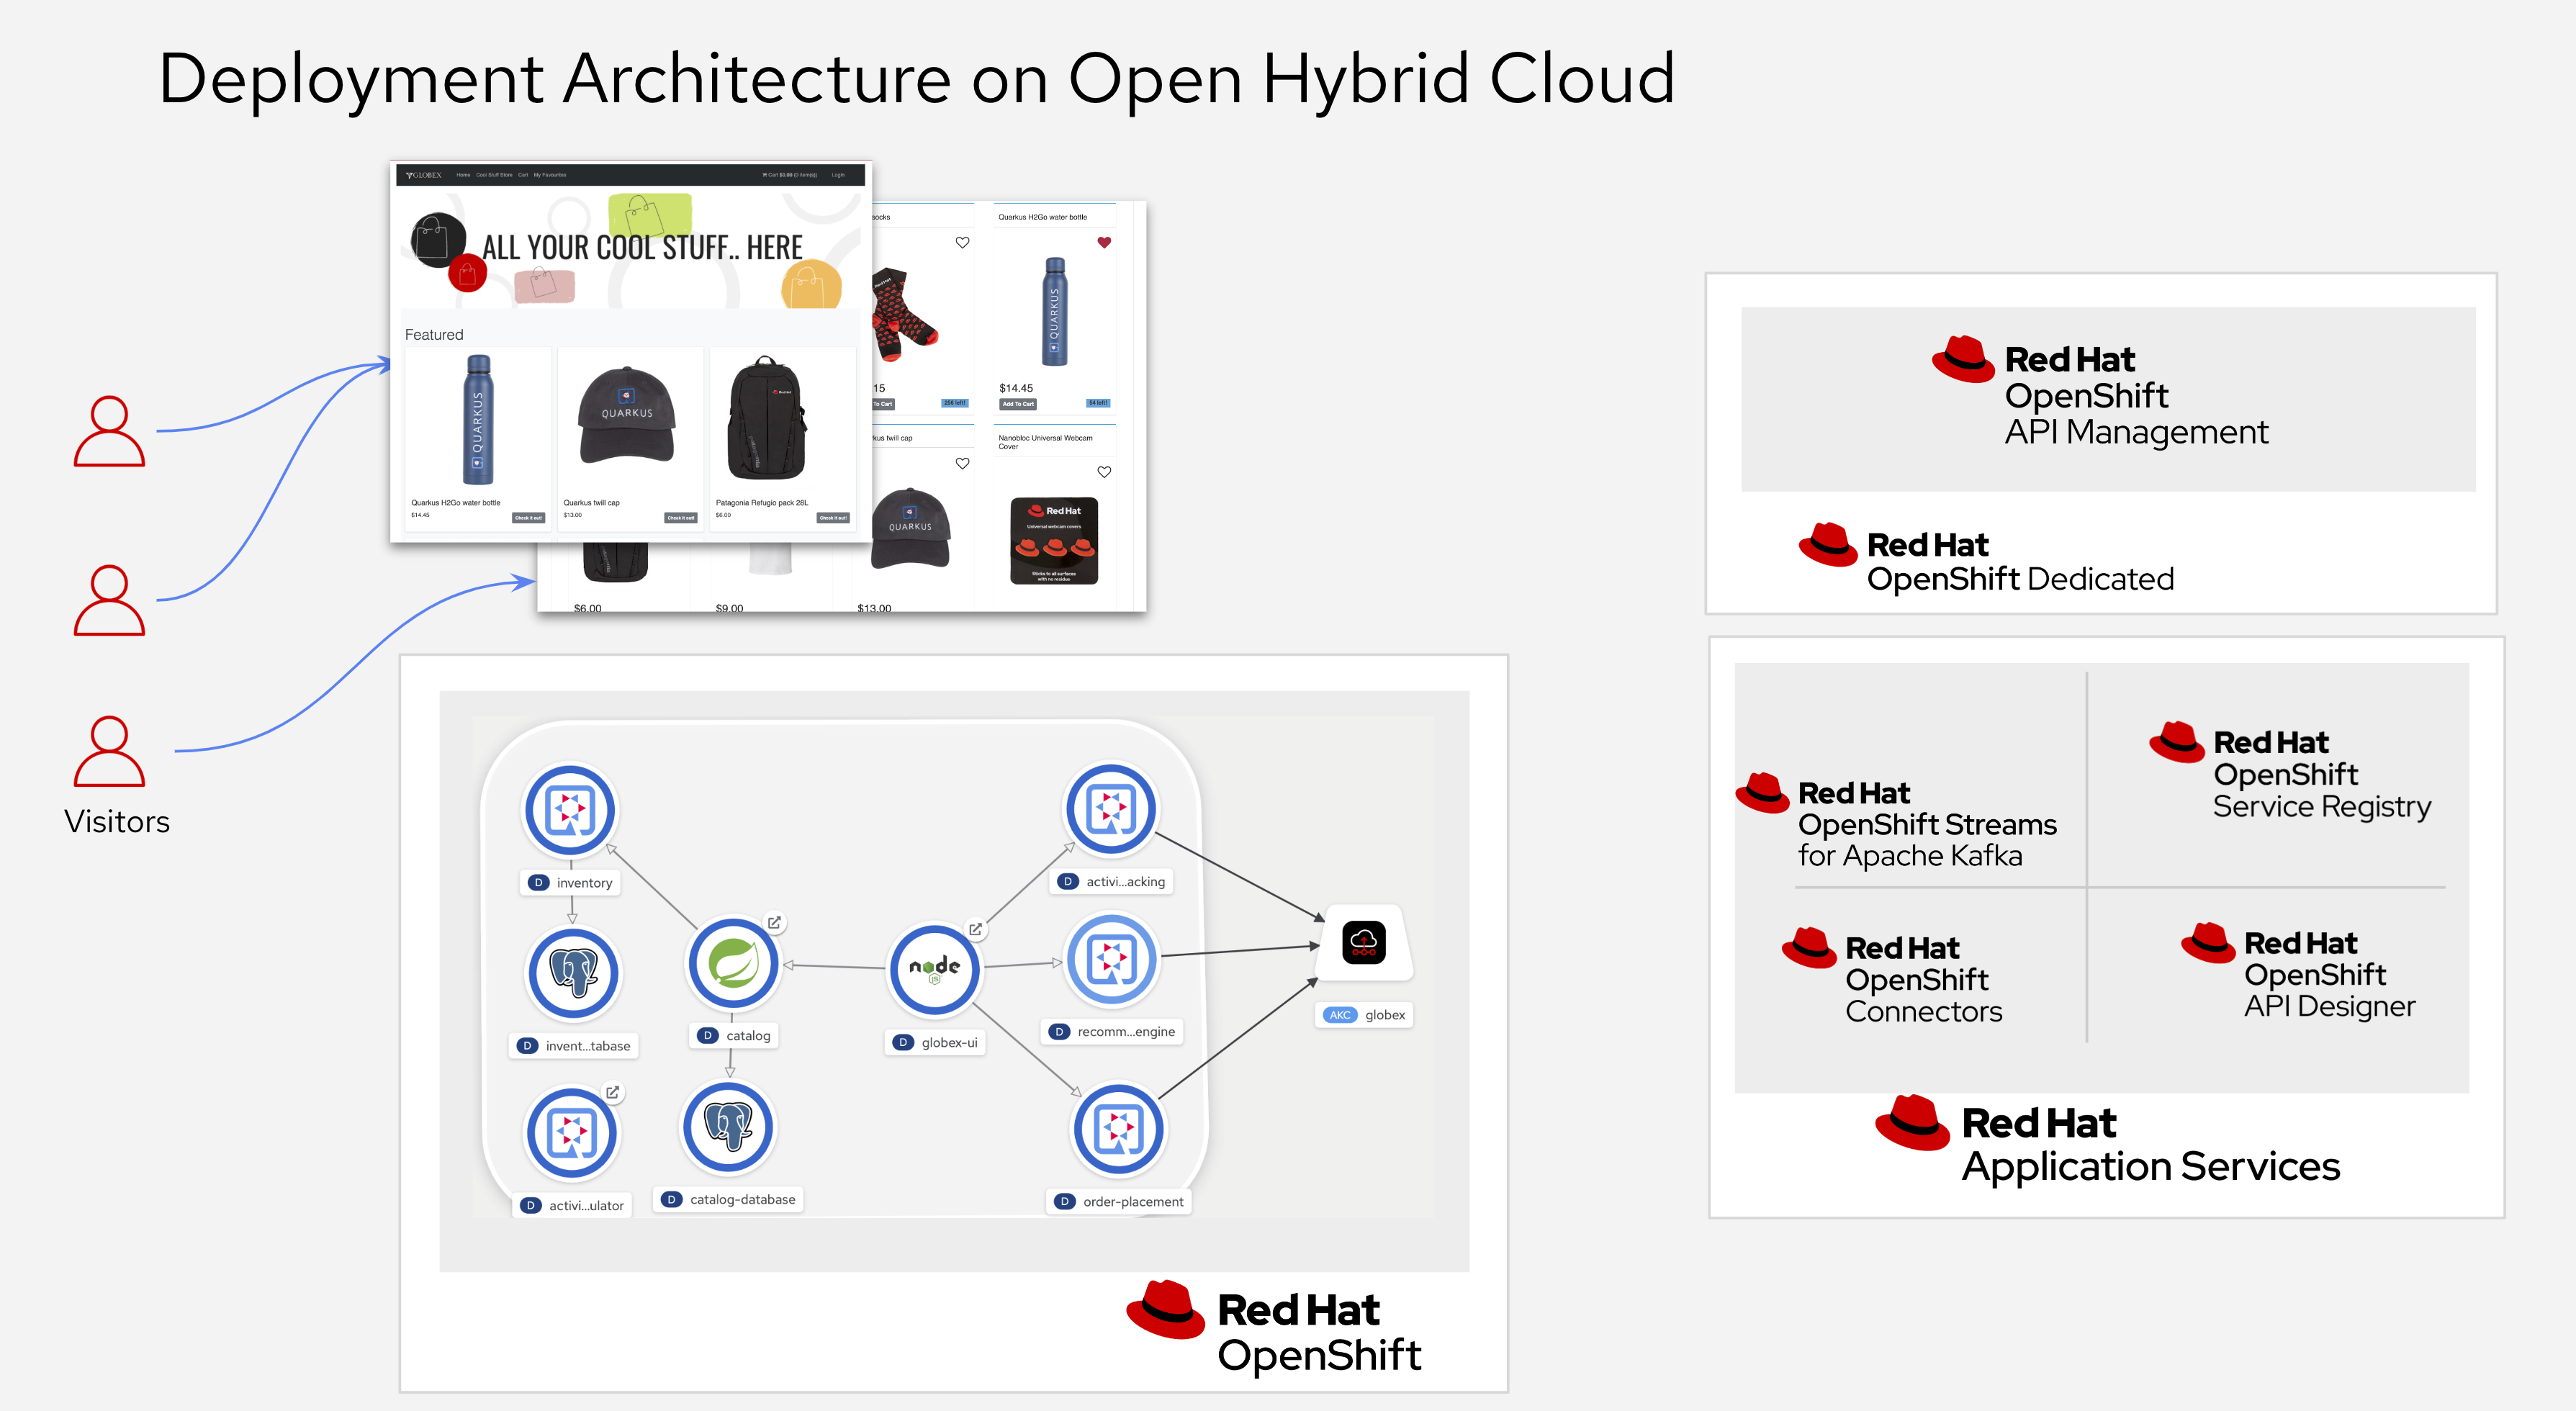 Deployment Architecture on Open Hybrid Cloud
GLOBEX
Home Cool Stuff Store Cart My Favourites
Cart $0.00 (0 item(s))
Login
ALL YOUR COOL STUFF.. HERE
Featured
QUARKUS
QUARKUS
Red Hat
Quarkus H2Go water bottle
$14.45
Check it out!
Quarkus twill cap
$13.00
Check it out!
Patagonia Refugio pack 28L
$6.00
Check it out!
socks
15
To Cart
256 left!
Quarkus H2Go water bottle
QUARKUS
$14.45
Add To Cart
54 left!
rkus twill cap
QUARKUS
Nanobloc Universal Webcam
Cover
Red Hat
Universal webcam covers
Sticks to all surfaces
with no residue
$6.00
$9.00
$13.00
Visitors
D inventory
D invent...tabase
D activi...ulator
D catalog
D catalog-database
node
JS
D globex-ui
D activi...acking
D recomm...engine
D order-placement
AKC globex
Red Hat
OpenShift
Red Hat
OpenShift
API Management
Red Hat
OpenShift Dedicated
Red Hat
OpenShift Streams
for Apache Kafka
Red Hat
OpenShift
Service Registry
Red Hat
OpenShift
Connectors
Red Hat
OpenShift
API Designer
Red Hat
Application Services